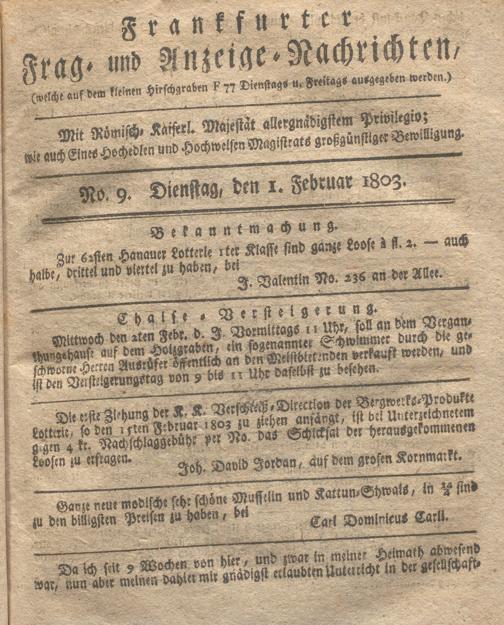 Frankfurter
Frag- und Anzeige-Nachrichten,
(welche auf dem kleinen Hirschgraben F 77 Dienstags u. Freitags ausgegeben werden.)
Mit Römisch-Kaiserl. Majestät allergnädigstem Privilegio;
wie auch Eines Hochedlen und Hochweisen Magistrats großgünstiger Bewilligung.
No. 9. Dienstag, den 1. Februar 1803.
Bekanntmachung.
Zur 62sten Hanauer Lotterie 1ter Klasse sind ganze Loose à fl. 2. — auch
halbe, drittel und viertel zu haben, bei
J. Valentin No. 236 an der Allee.
Chaise-Versteigerung.
Mittwoch den 2ten Febr. d. J. Vormittags 11 Uhr, soll an dem Vergan-
thungshause auf dem Holzgraben, ein sogenannter Schwimmer durch die ge-
schworne Herren Ausrüfer öffentlich an den Meistbietenden verkauft werden, und
ist den Versteigerungstag von 9 bis 11 Uhr daselbst zu besehen.
Die erste Ziehung der K. K. Verschleiß-Direction der Bergwerks-Produkte
Lotterie, so den 15ten Februar 1803 zu ziehen anfängt, ist bei Unterzeichnetem
gegen 4 kr. Nachschlaggebühr per No. das Schicksal der herausgekommenen
Loosen zu erfragen.
Joh. David Jordan, auf dem grosen Kornmarkt.
Ganze neue modische sehr schöne Musselin und Kattun-Shwals, in sind
zu den billigsten Preisen zu haben, bei
Carl Dominicus Carll.
Da ich seit 9 Wochen von hier, und zwar in meiner Heimath abwesend
war, nun aber meinen dahier mir gnädigst erlaubten Unterricht in der gesellschaft-